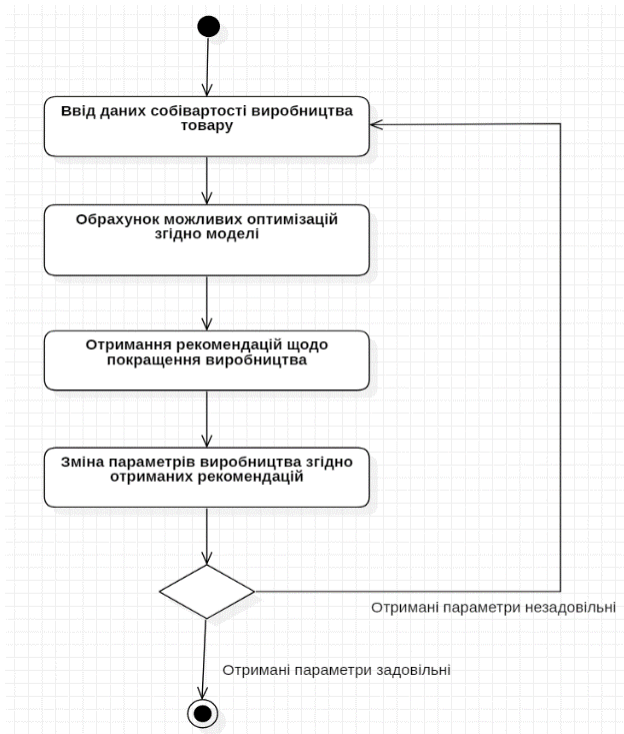 Ввід даних собівартості виробництва
товару
Обрахунок можливих оптимізацій
згідно моделі
Отримання рекомендацій щодо
покращення виробництва
Зміна параметрів виробництва згідно
отриманих рекомендацій
Отримані параметри незадовільні
Отримані параметри задовільні